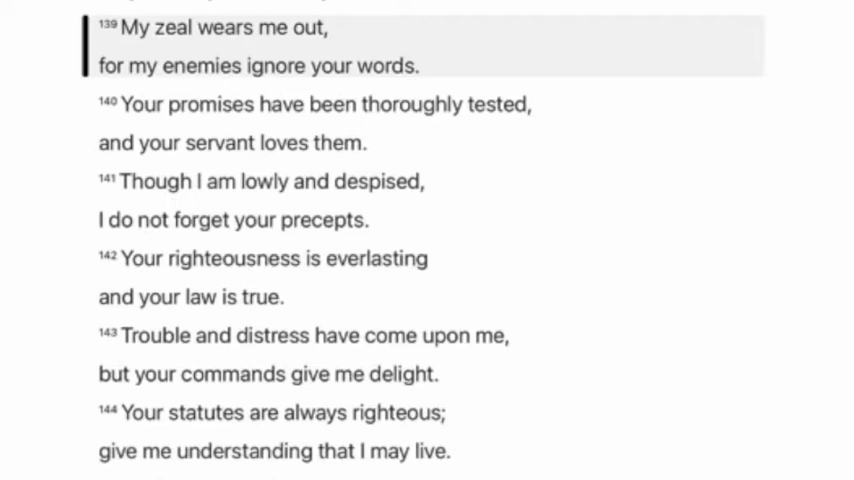 139 My zeal wears me out,
for my enemies ignore your words.
140 Your promises have been thoroughly tested,
and your servant loves them.
141 Though I am lowly and despised,
I do not forget your precepts.
142 Your righteousness is everlasting
and your law is true.
143 Trouble and distress have come upon me,
but your commands give me delight.
144 Your statutes are always righteous;
give me understanding that I may live.